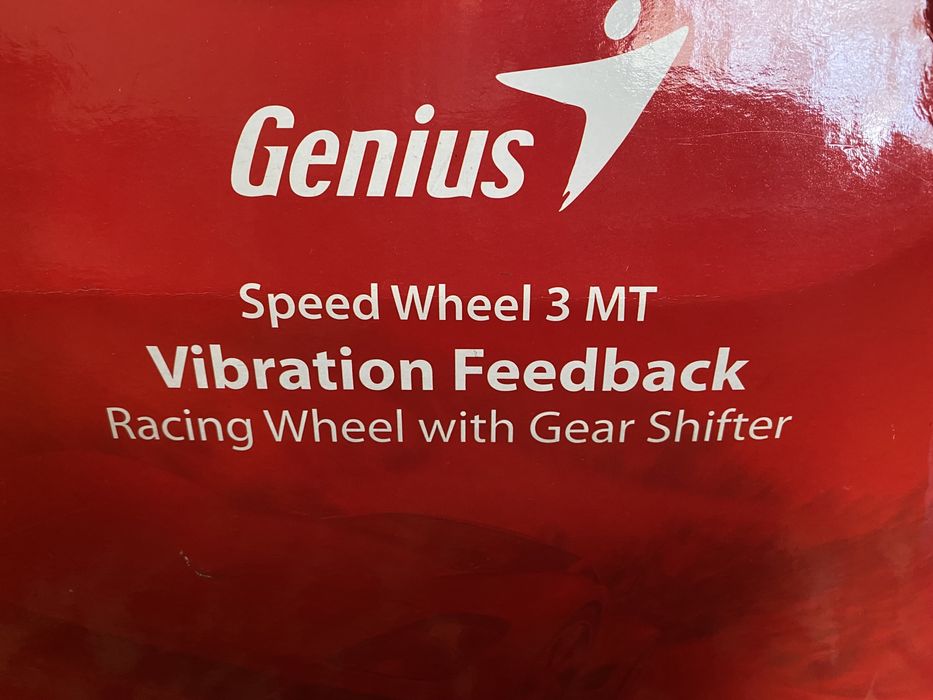 Genius
Speed Wheel 3 MT
Vibration Feedback
Racing Wheel with Gear Shifter